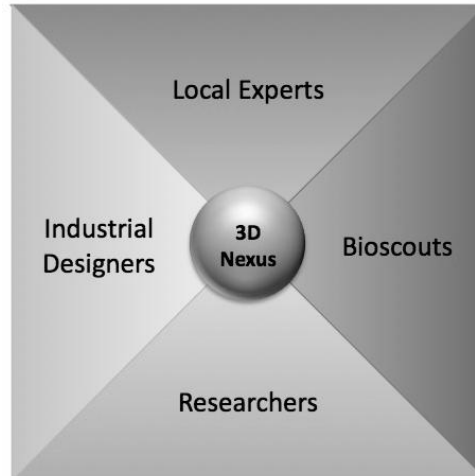 Local Experts
Industrial
Designers
3D
Nexus
Bioscouts
Researchers